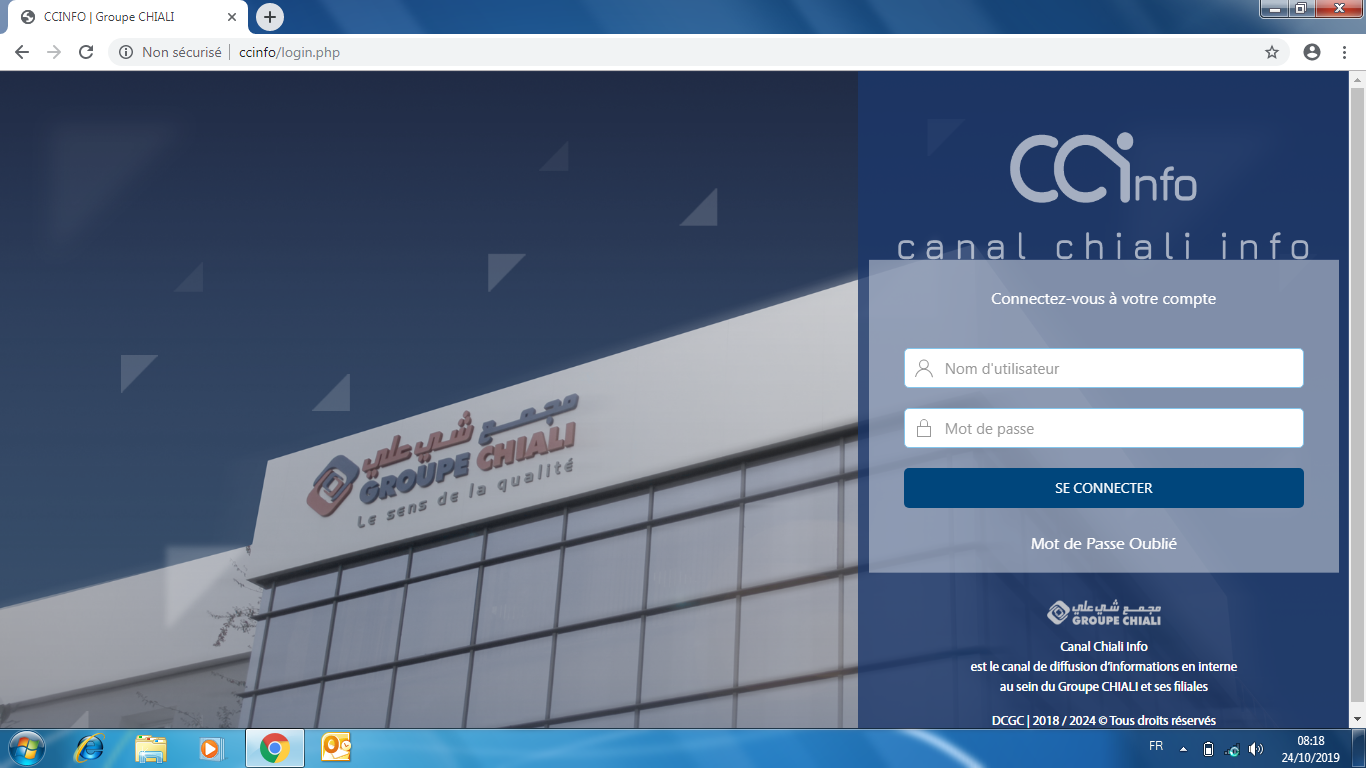 CCINFO | Groupe CHIALI
Non sécurisé
ccinfo/login.php
CCinfo
canal chiali info
Connectez-vous à votre compte
Nom d'utilisateur
Mot de passe
SE CONNECTER
Mot de Passe Oublié
مجمع شي علي
GROUPE CHIALI
Le sens de la qualité
مجمع شي علي
GROUPE CHIALI
Canal Chiali Info
est le canal de diffusion d'informations en interne
au sein du Groupe CHIALI et ses filiales
DCGC | 2018 / 2024 © Tous droits réservés
FR
08:18
24/10/2019